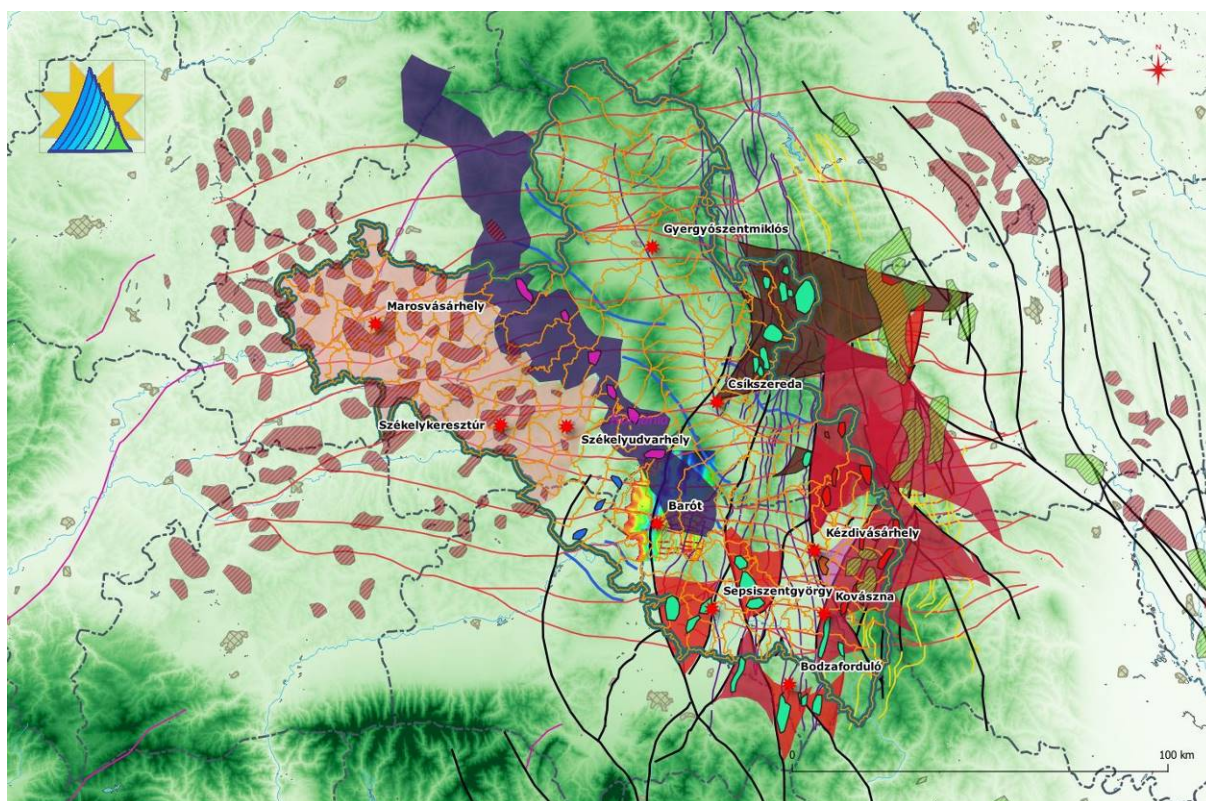 N
Gyergyószentmiklós
Marosvásárhely
Csíkszereda
Székelykeresztúr
Székelyudvarhely
Barót
Kézdivásárhely
Sepsiszentgyörgy
Kovászna
Bodzaforduló
0
100 km